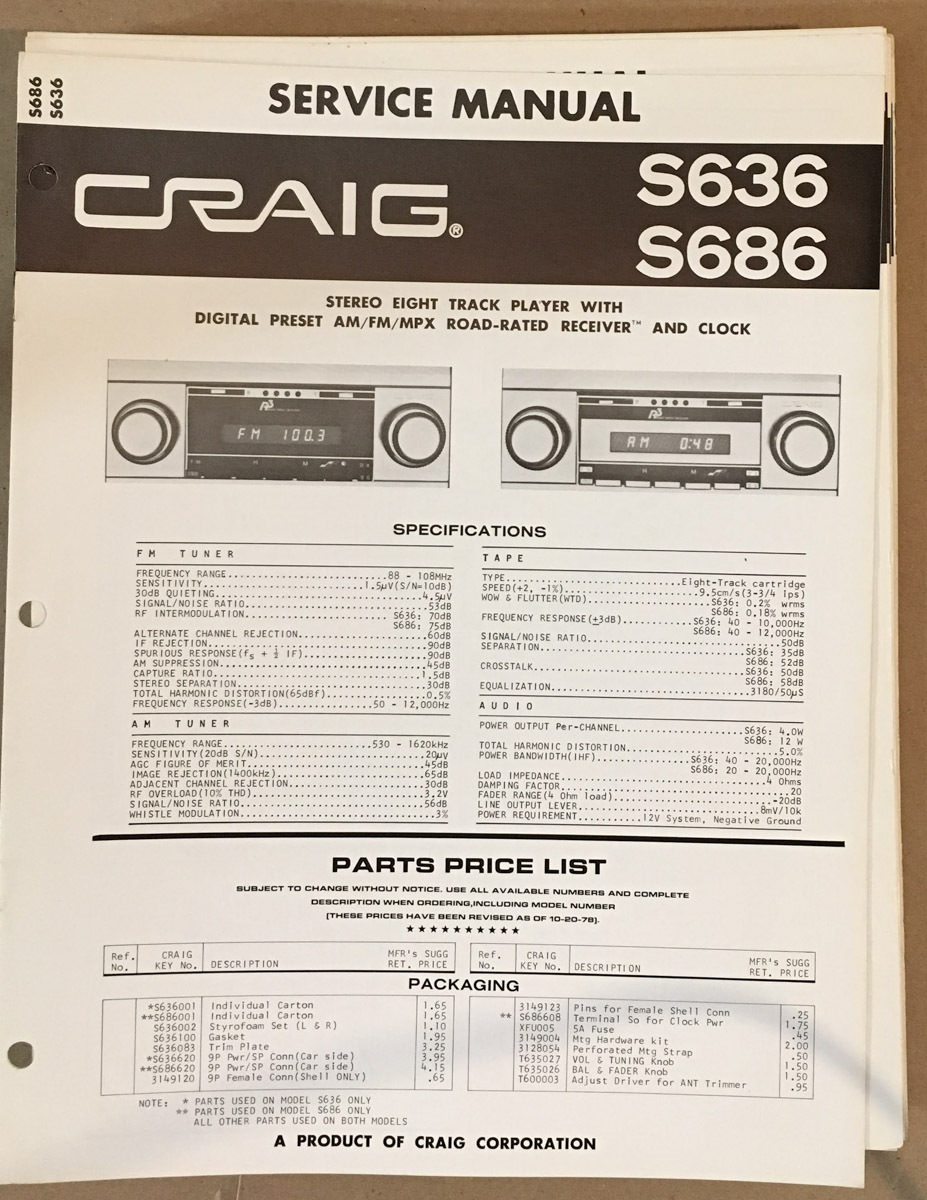 S686
S636
SERVICE MANUAL
CRAIG®
S636
S686
STEREO EIGHT TRACK PLAYER WITH
DIGITAL PRESET AM/FM/MPX ROAD-RATED RECEIVER™ AND CLOCK
FM 100.3
AM 0:48
SPECIFICATIONS
FM TUNER
FREQUENCY RANGE....................88 - 108MHz
SENSITIVITY....................1.5µV(S/N=10dB)
30dB QUIETING....................4.5µV
SIGNAL/NOISE RATIO....................53dB
RF INTERMODULATION.................... S636: 70dB
S686: 75dB
ALTERNATE CHANNEL REJECTION....................60dB
IF REJECTION....................90dB
SPURIOUS RESPONSE(fs + ½ IF)....................90dB
AM SUPPRESSION....................45dB
CAPTURE RATIO....................1.5dB
STEREO SEPARATION....................30dB
TOTAL HARMONIC DISTORTION(65dBf)....................0.5%
FREQUENCY RESPONSE(-3dB)....................50 - 12,000Hz
AM TUNER
FREQUENCY RANGE....................530 - 1620kHz
SENSITIVITY(20dB S/N)....................20µV
AGC FIGURE OF MERIT....................45dB
IMAGE REJECTION(1400kHz)....................65dB
ADJACENT CHANNEL REJECTION....................30dB
RF OVERLOAD(10% THD)....................3.2V
SIGNAL/NOISE RATIO....................56dB
WHISTLE MODULATION....................3%
TAPE
TYPE....................Eight-Track cartridge
SPEED(+2, -1%)....................9.5cm/s(3-3/4 ips)
WOW & FLUTTER(WTD)....................S636: 0.2% wrms
S686: 0.18% wrms
FREQUENCY RESPONSE(±3dB)....................S636: 40 - 10,000Hz
S686: 40 - 12,000Hz
SIGNAL/NOISE RATIO....................50dB
SEPARATION....................S636: 35dB
S686: 52dB
CROSSTALK....................S636: 50dB
S686: 58dB
EQUALIZATION....................3180/50µS
AUDIO
POWER OUTPUT Per-CHANNEL....................S636: 4.0W
S686: 12 W
TOTAL HARMONIC DISTORTION....................5.0%
POWER BANDWIDTH(IHF)....................S636: 40 - 20,000Hz
S686: 20 - 20,000Hz
LOAD IMPEDANCE....................4 Ohms
DAMPING FACTOR....................20
FADER RANGE(4 Ohm load)....................-20dB
LINE OUTPUT LEVER....................8mV/10k
POWER REQUIREMENT..........12V System, Negative Ground
PARTS PRICE LIST
SUBJECT TO CHANGE WITHOUT NOTICE. USE ALL AVAILABLE NUMBERS AND COMPLETE
DESCRIPTION WHEN ORDERING,INCLUDING MODEL NUMBER
(THESE PRICES HAVE BEEN REVISED AS OF 10-20-78).
★★★★★★★★★★
Ref. No. CRAIG KEY No. DESCRIPTION MFR's SUGG RET. PRICE
Ref. No. CRAIG KEY No. DESCRIPTION MFR's SUGG RET. PRICE
PACKAGING
*S636001 Individual Carton 1.65
**S686001 Individual Carton 1.65
S636002 Styrofoam Set (L & R) 1.10
S636100 Gasket 1.95
S636083 Trim Plate 3.25
*S636620 9P Pwr/SP Conn(Car side) 3.95
**S686620 9P Pwr/SP Conn(Car side) 4.15
3149120 9P Female Conn(Shell ONLY) .65
3149123 Pins for Female Shell Conn .25
** S686608 Terminal So for Clock Pwr 1.75
XFU005 5A Fuse .45
3149004 Mtg Hardware kit 2.00
3128054 Perforated Mtg Strap .50
T635027 VOL & TUNING Knob 1.50
T635026 BAL & FADER Knob 1.50
T600003 Adjust Driver for ANT Trimmer .95
NOTE: * PARTS USED ON MODEL S636 ONLY
** PARTS USED ON MODEL S686 ONLY
ALL OTHER PARTS USED ON BOTH MODELS
A PRODUCT OF CRAIG CORPORATION